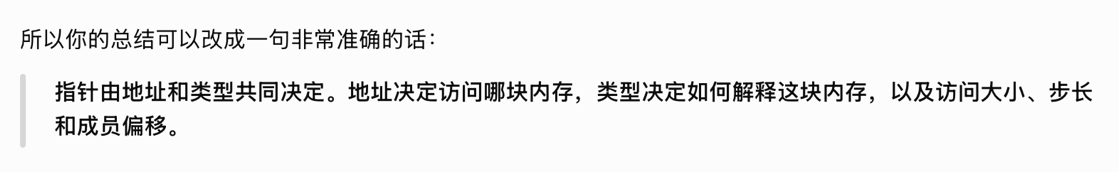 所以你的总结可以改成一句非常准确的话：
指针由地址和类型共同决定。地址决定访问哪块内存，类型决定如何解释这块内存，以及访问大小、步长
和成员偏移。